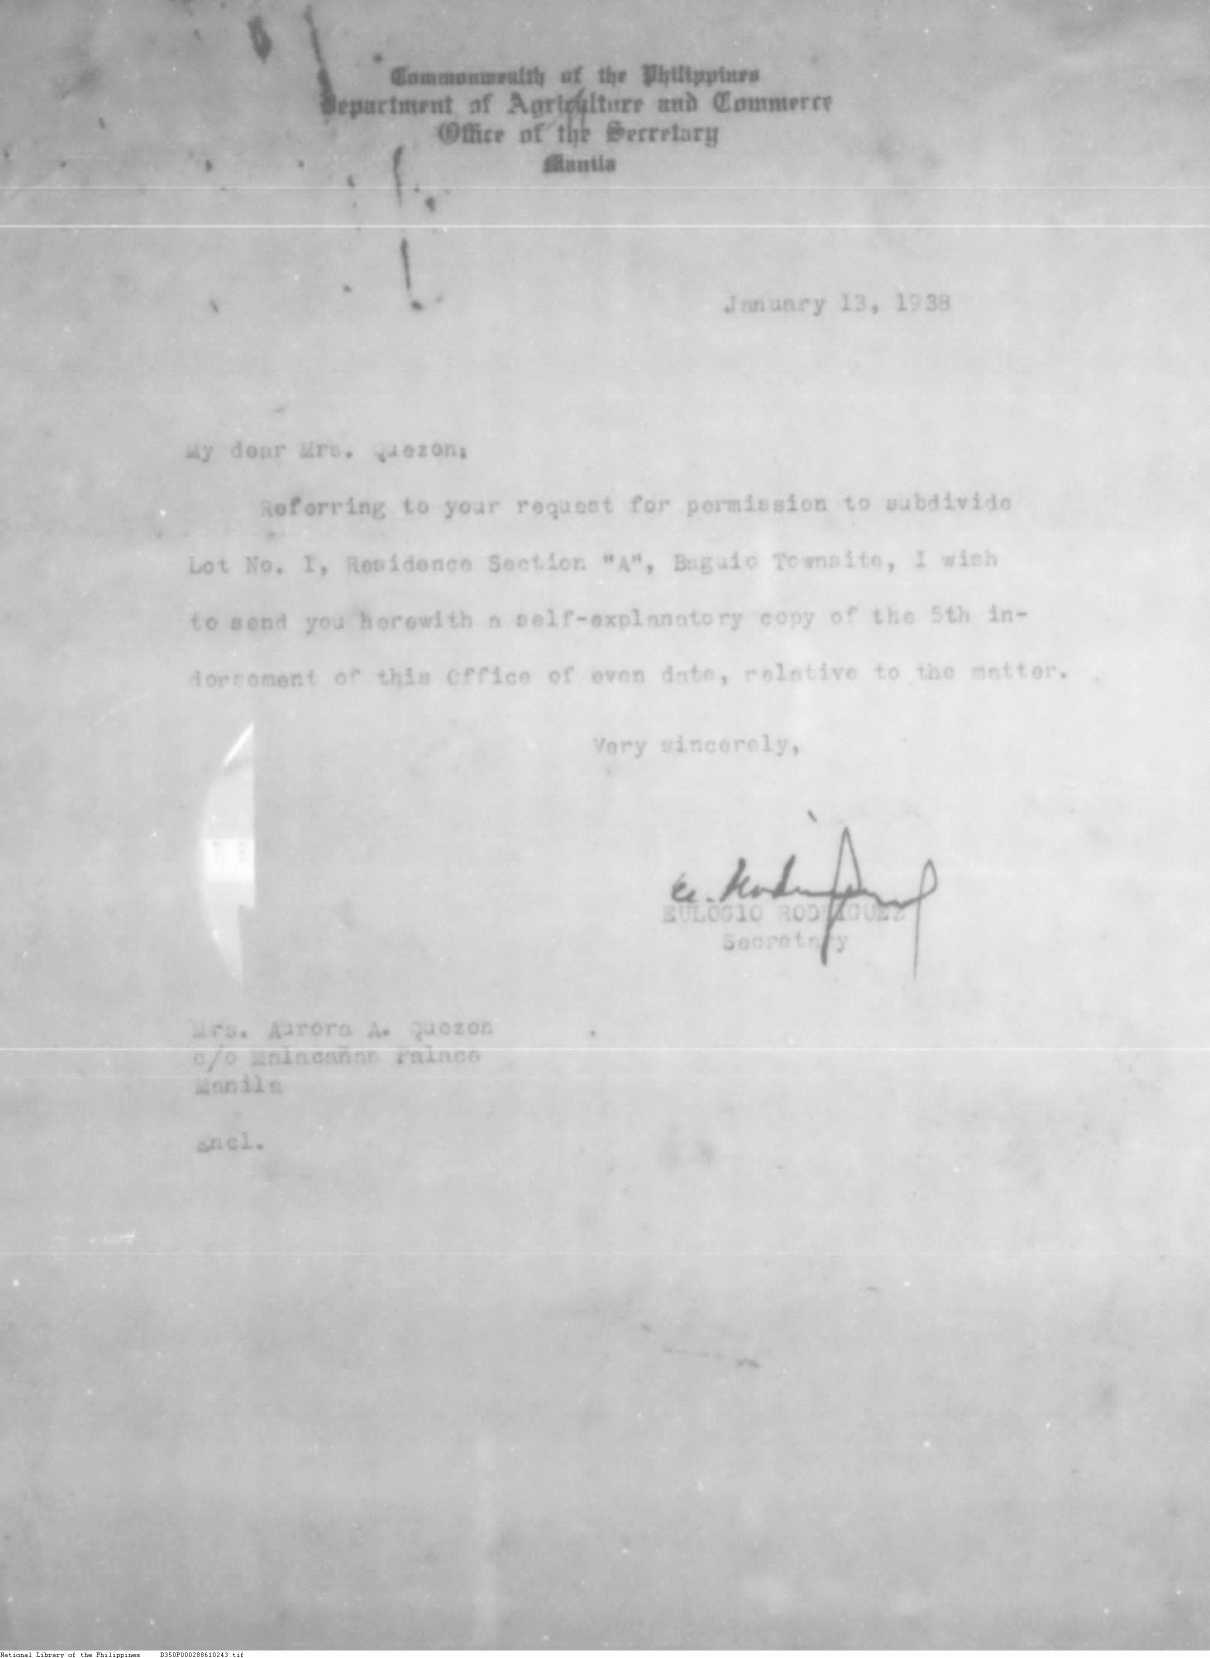 Commonwealth of the Philippines
Department of Agriculture and Commerce
Office of the Secretary
Manila
January 13, 1938
My dear Mrs. Quezon:
Referring to your request for permission to subdivide
Lot No. 1, Residence Section "A", Baguio Townsite, I wish
to send you herewith a self-explanatory copy of the 5th in-
dorsement of this Office of even date, relative to the matter.
Very sincerely,
EULOGIO RODRIGUEZ
Secretary
Mrs. Aurora A. Quezon
c/o Malacañan Palace
Manila
Encl.
National Library of the Philippines D350P000288610243.tif